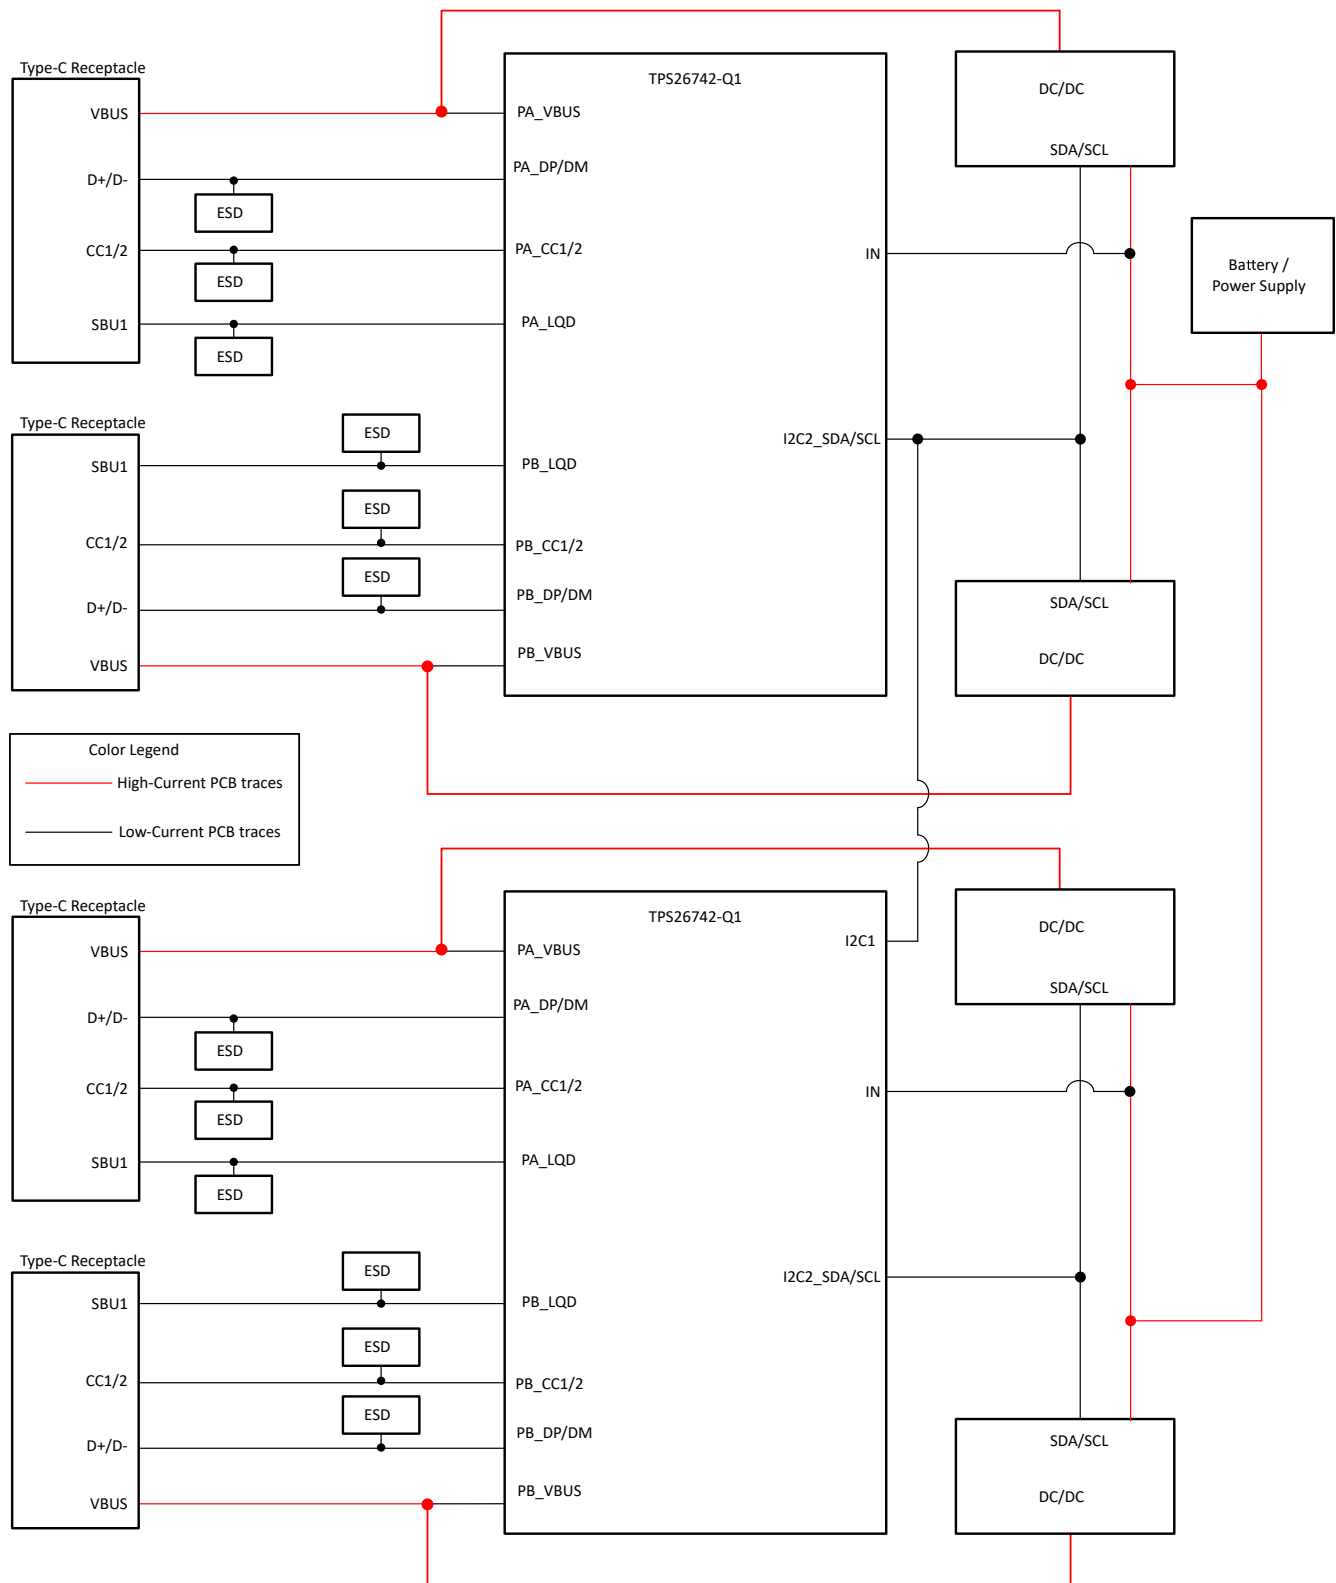 Type-C Receptacle
VBUS
D+/D-
CC1/2
SBU1
ESD
ESD
ESD
TPS26742-Q1
PA_VBUS
PA_DP/DM
PA_CC1/2
PA_LQD
PB_LQD
PB_CC1/2
PB_DP/DM
PB_VBUS
IN
I2C2_SDA/SCL
DC/DC
SDA/SCL
Battery /
Power Supply
Type-C Receptacle
SBU1
CC1/2
D+/D-
VBUS
ESD
ESD
ESD
SDA/SCL
DC/DC
Color Legend
High-Current PCB traces
Low-Current PCB traces
Type-C Receptacle
VBUS
D+/D-
CC1/2
SBU1
ESD
ESD
ESD
TPS26742-Q1
PA_VBUS
PA_DP/DM
PA_CC1/2
PA_LQD
PB_LQD
PB_CC1/2
PB_DP/DM
PB_VBUS
I2C1
IN
I2C2_SDA/SCL
DC/DC
SDA/SCL
Type-C Receptacle
SBU1
CC1/2
D+/D-
VBUS
ESD
ESD
ESD
SDA/SCL
DC/DC